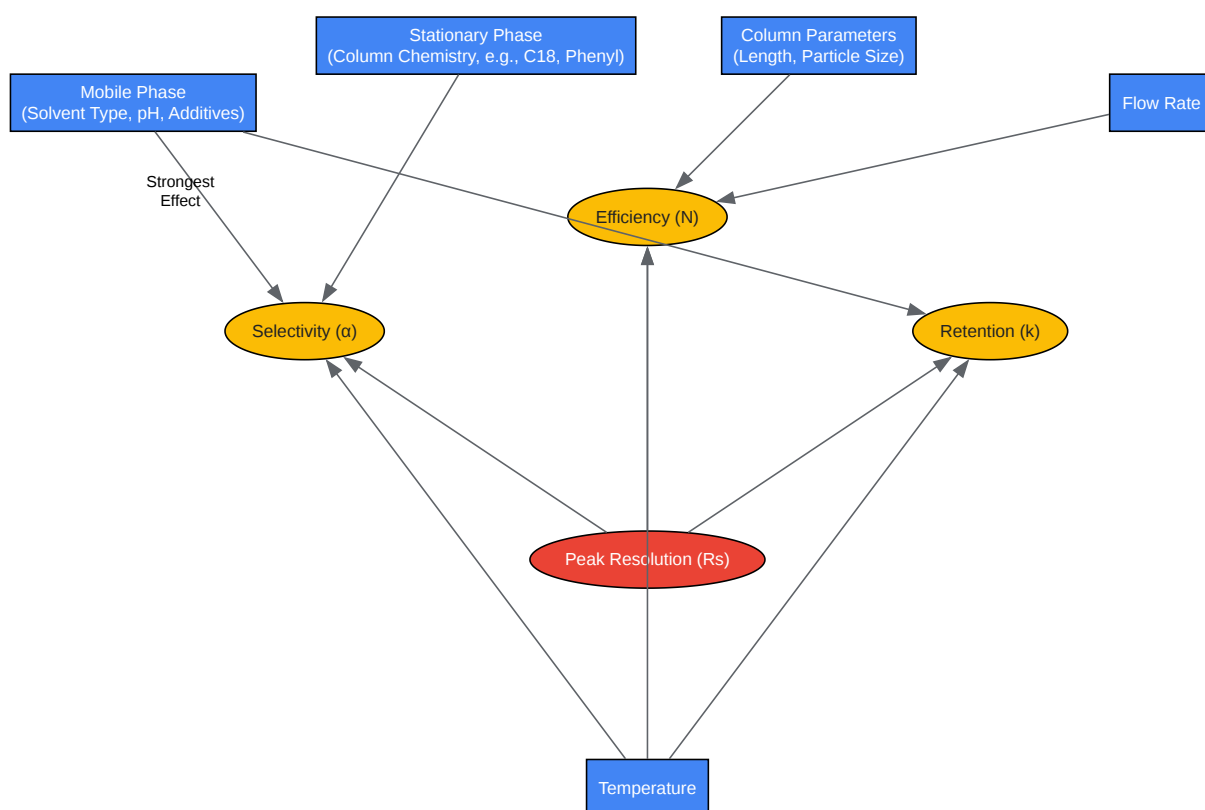 Stationary Phase
(Column Chemistry, e.g., C18, Phenyl)
Column Parameters
(Length, Particle Size)
Mobile Phase
(Solvent Type, pH, Additives)
Flow Rate
Strongest
Effect
Efficiency (N)
Selectivity (α)
Retention (k)
Peak Resolution (Rs)
Temperature